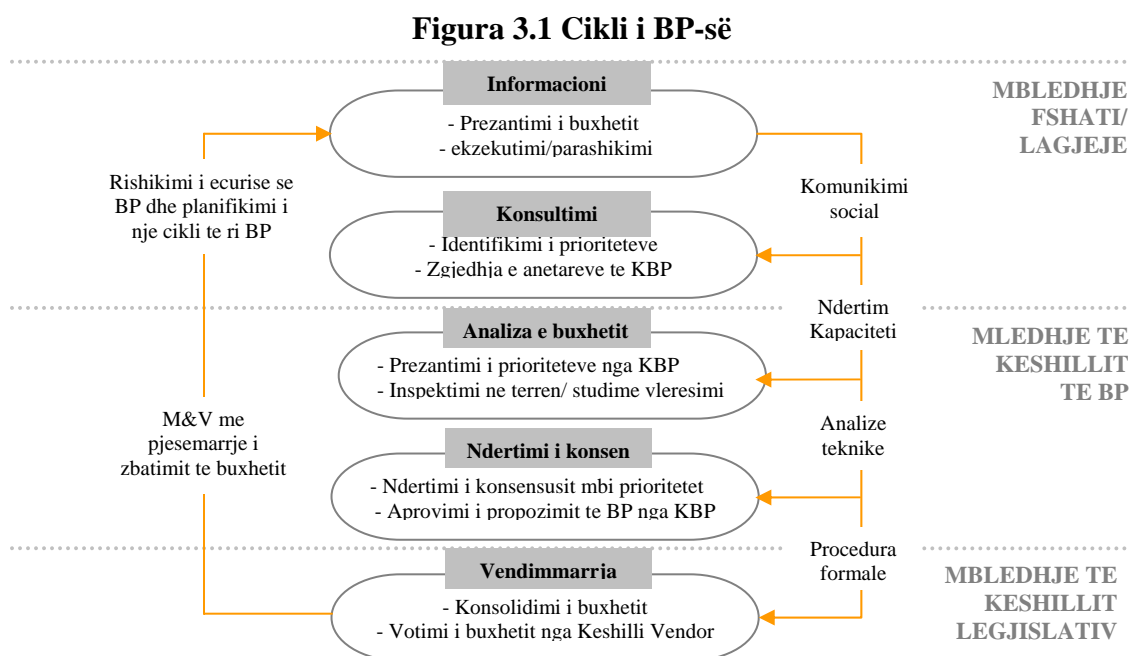 Figura 3.1 Cikli i BP-së
Informacioni
- Prezantimi i buxhetit
- ekzekutimi/parashikimi
MBLEDHJE
FSHATI/
LAGJEJE
Rishikimi i ecurise se
BP dhe planifikimi i
nje cikli te ri BP
Komunikimi
social
Konsultimi
- Identifikimi i prioriteteve
- Zgjedhja e anetareve te KBP
Ndertim
Kapaciteti
Analiza e buxhetit
- Prezantimi i prioriteteve nga KBP
- Inspektimi ne terren/ studime vleresimi
MLEDHJE TE
KESHILLIT
TE BP
M&V me
pjesemarrje i
zbatimit te buxhetit
Analize
teknike
Ndertimi i konsen
- Ndertimi i konsensusit mbi prioritetet
- Aprovimi i propozimit te BP nga KBP
Procedura
formale
Vendimmarrja
- Konsolidimi i buxhetit
- Votimi i buxhetit nga Keshilli Vendor
MBLEDHJE TE
KESHILLIT
LEGJISLATIV